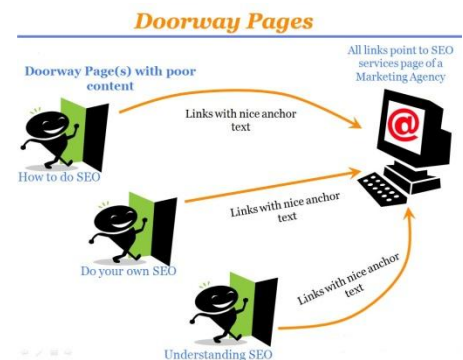 Doorway Pages
All links point to SEO
services page of a
Marketing Agency
Doorway Page(s) with poor
content
Links with nice anchor
text
@
How to do SEO
Links with nice anchor
text
Do your own SEO
Links with nice anchor
text
Understanding SEO